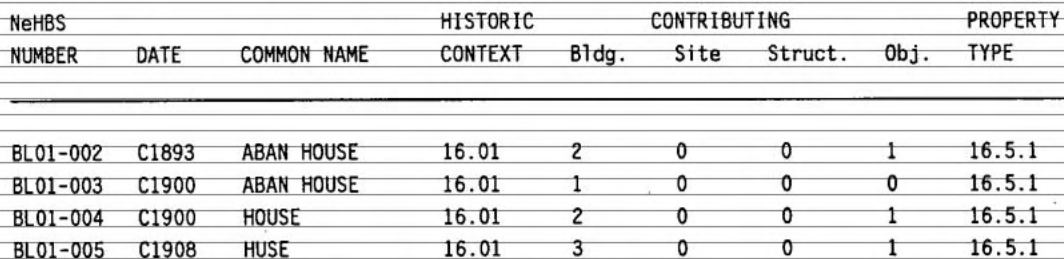 NeHBS HISTORIC CONTRIBUTING PROPERTY
NUMBER DATE COMMON NAME CONTEXT Bldg. Site Struct. Obj. TYPE
BL01-002 C1893 ABAN HOUSE 16.01 2 0 0 1 16.5.1
BL01-003 C1900 ABAN HOUSE 16.01 1 0 0 0 16.5.1
BL01-004 C1900 HOUSE 16.01 2 0 0 1 16.5.1
BL01-005 C1908 HUSE 16.01 3 0 0 1 16.5.1